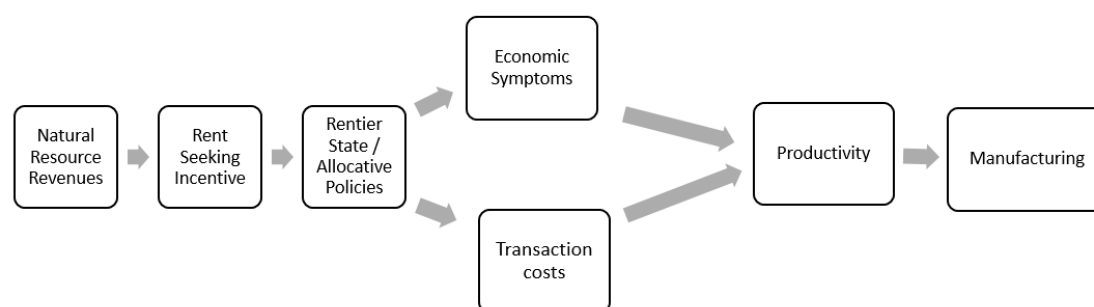 Natural
Resource
Revenues
Rent
Seeking
Incentive
Rentier
State /
Allocative
Policies
Economic
Symptoms
Transaction
costs
Productivity
Manufacturing